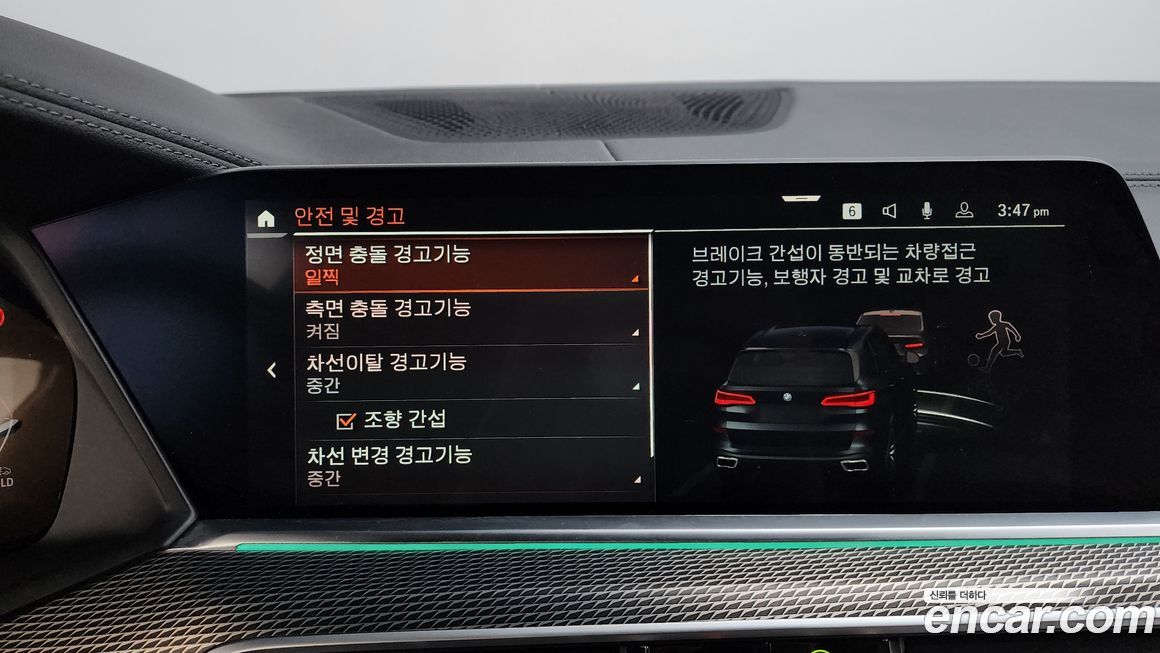 안전 및 경고
6
3:47 pm
정면 충돌 경고기능
일찍
측면 충돌 경고기능
켜짐
차선이탈 경고기능
중간
조향 간섭
차선 변경 경고기능
중간
브레이크 간섭이 동반되는 차량접근
경고기능, 보행자 경고 및 교차로 경고
LD
신뢰를 더하다
encar.com